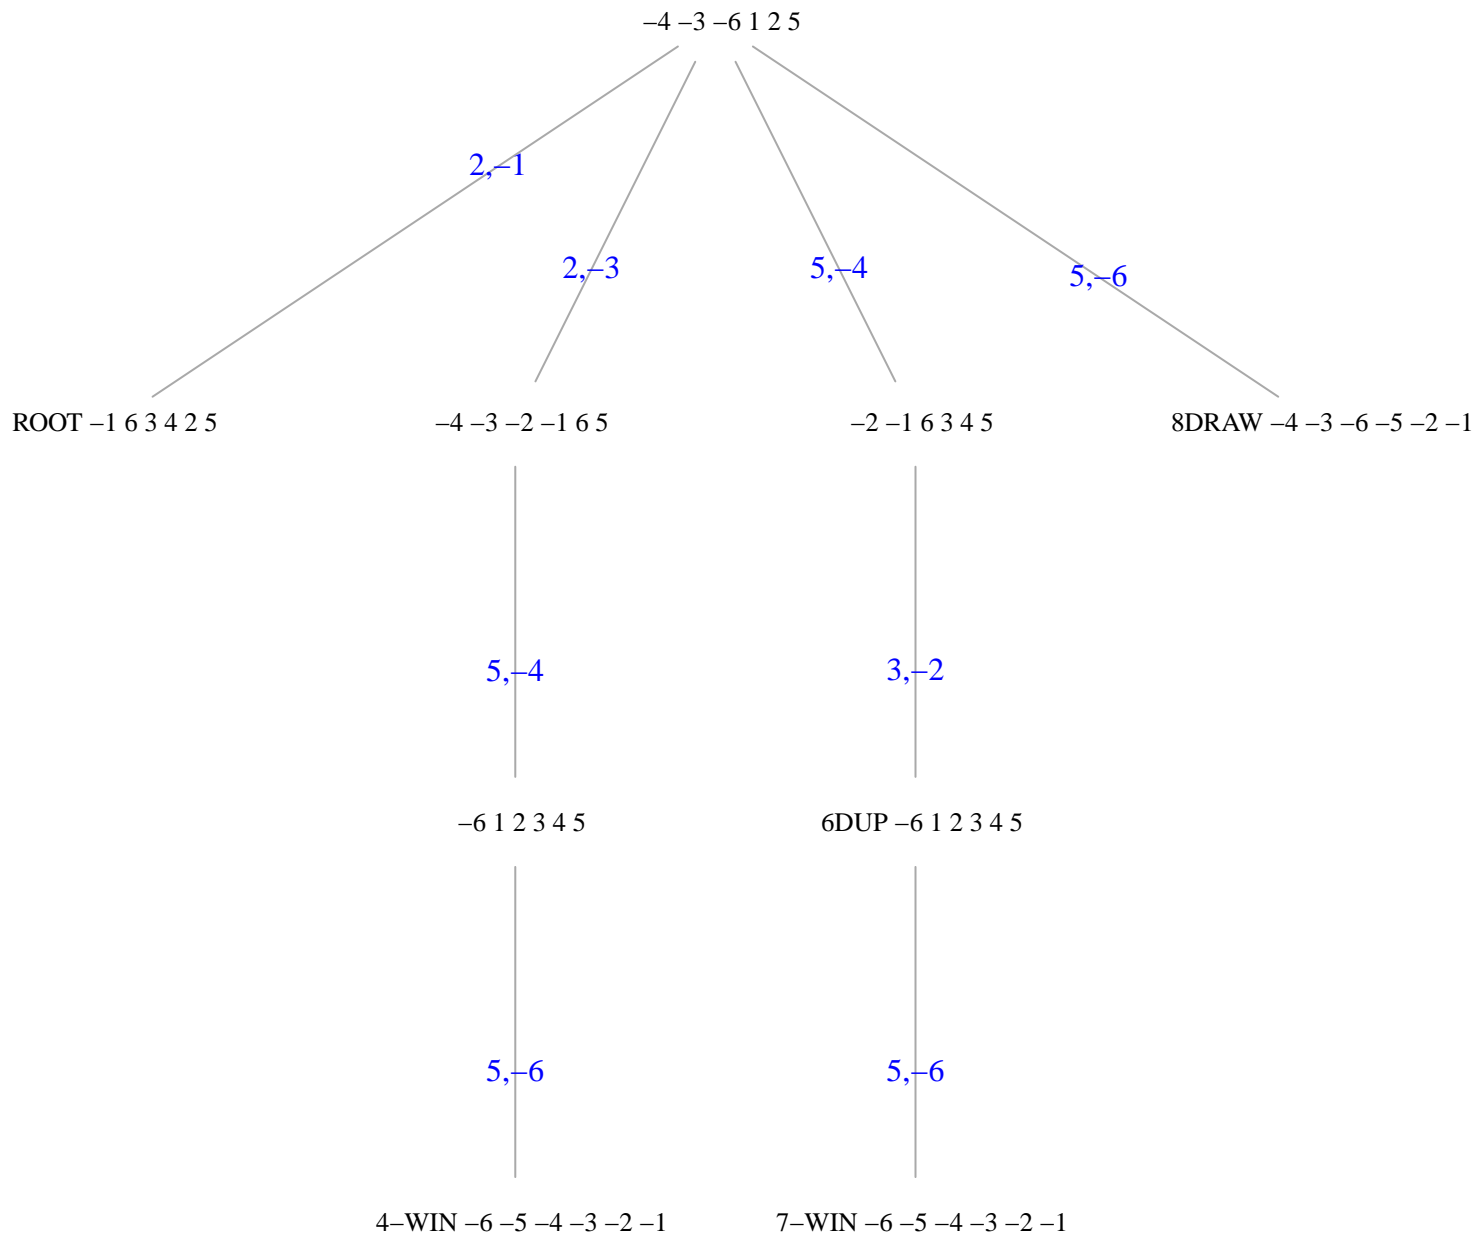 –4 –3 –6 1 2 5
2,–1
2,–3
5,–4
5,–6
ROOT –1 6 3 4 2 5
–4 –3 –2 –1 6 5
–2 –1 6 3 4 5
8DRAW –4 –3 –6 –5 –2 –1
5,–4
3,–2
–6 1 2 3 4 5
6DUP –6 1 2 3 4 5
5,–6
5,–6
4–WIN –6 –5 –4 –3 –2 –1
7–WIN –6 –5 –4 –3 –2 –1